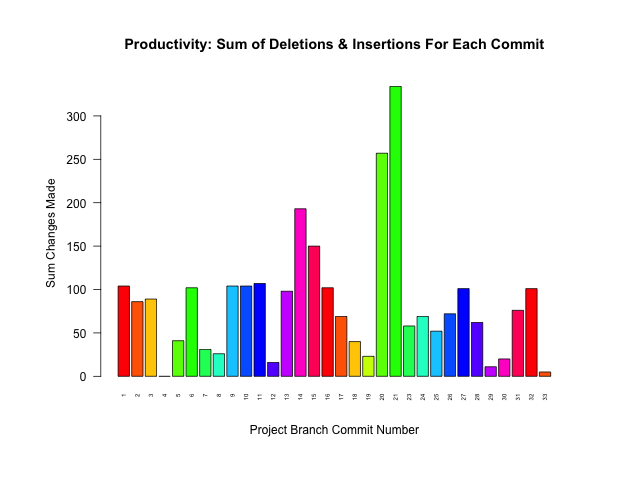 Productivity: Sum of Deletions & Insertions For Each Commit
300
250
200
150
100
50
0
Sum Changes Made
1 2 3 4 5 6 7 8 9 10 11 12 13 14 15 16 17 18 19 20 21 23 24 25 26 27 28 29 30 31 32 33
Project Branch Commit Number